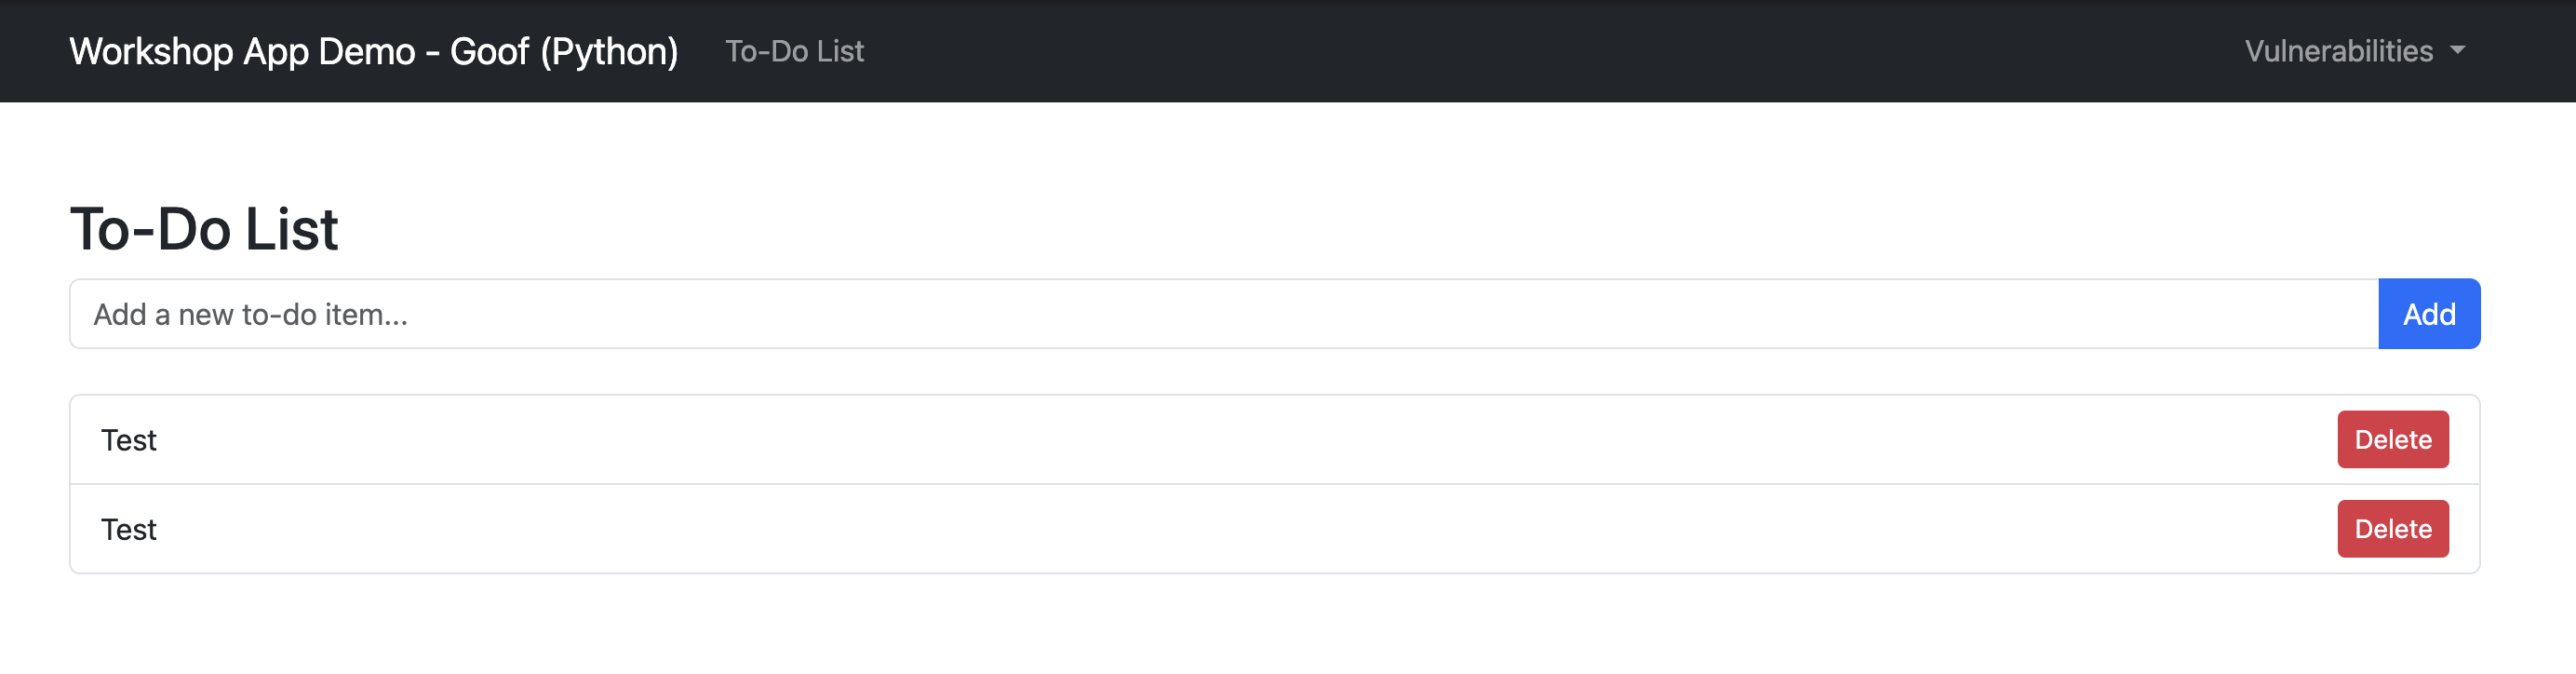 Workshop App Demo - Goof (Python) To-Do List Vulnerabilities
To-Do List
Add a new to-do item... Add
Test Delete
Test Delete